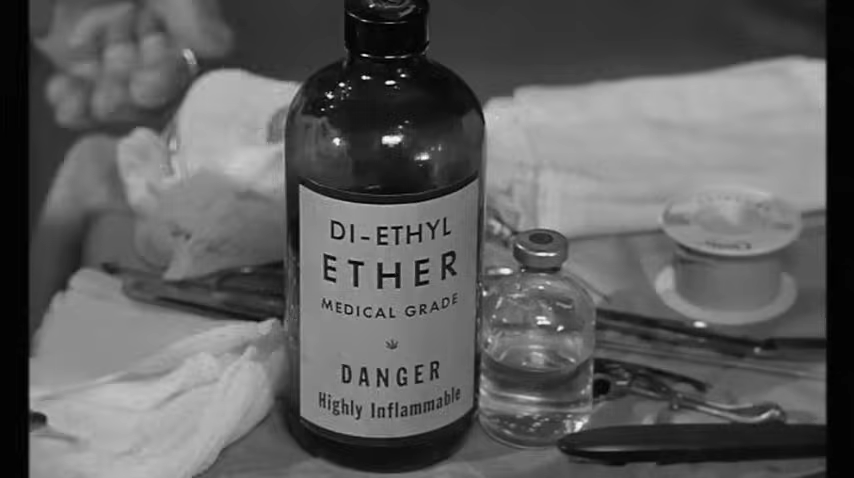 DI-ETHYL
ETHER
MEDICAL GRADE
DANGER
Highly Inflammable